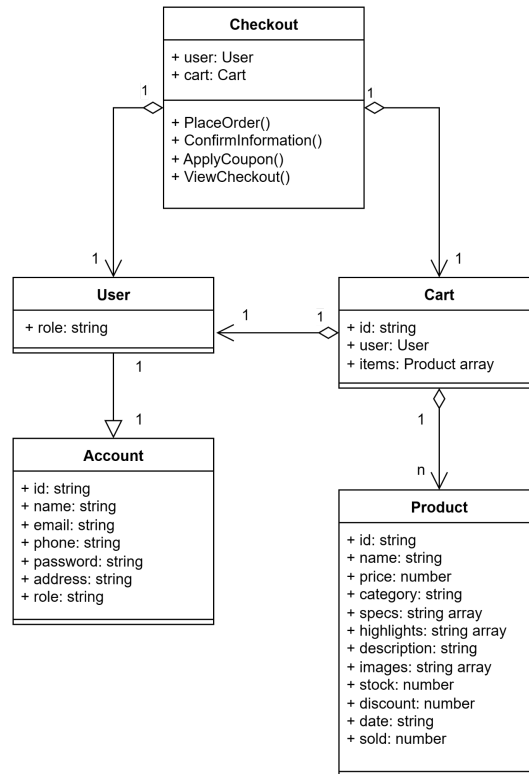 Checkout
+ user: User
+ cart: Cart
1
1
+ PlaceOrder()
+ ConfirmInformation()
+ ApplyCoupon()
+ ViewCheckout()
1
1
User
+ role: string
1
1
Cart
+ id: string
+ user: User
+ items: Product array
1
1
Account
+ id: string
+ name: string
+ email: string
+ phone: string
+ password: string
+ address: string
+ role: string
1
n
Product
+ id: string
+ name: string
+ price: number
+ category: string
+ specs: string array
+ highlights: string array
+ description: string
+ images: string array
+ stock: number
+ discount: number
+ date: string
+ sold: number